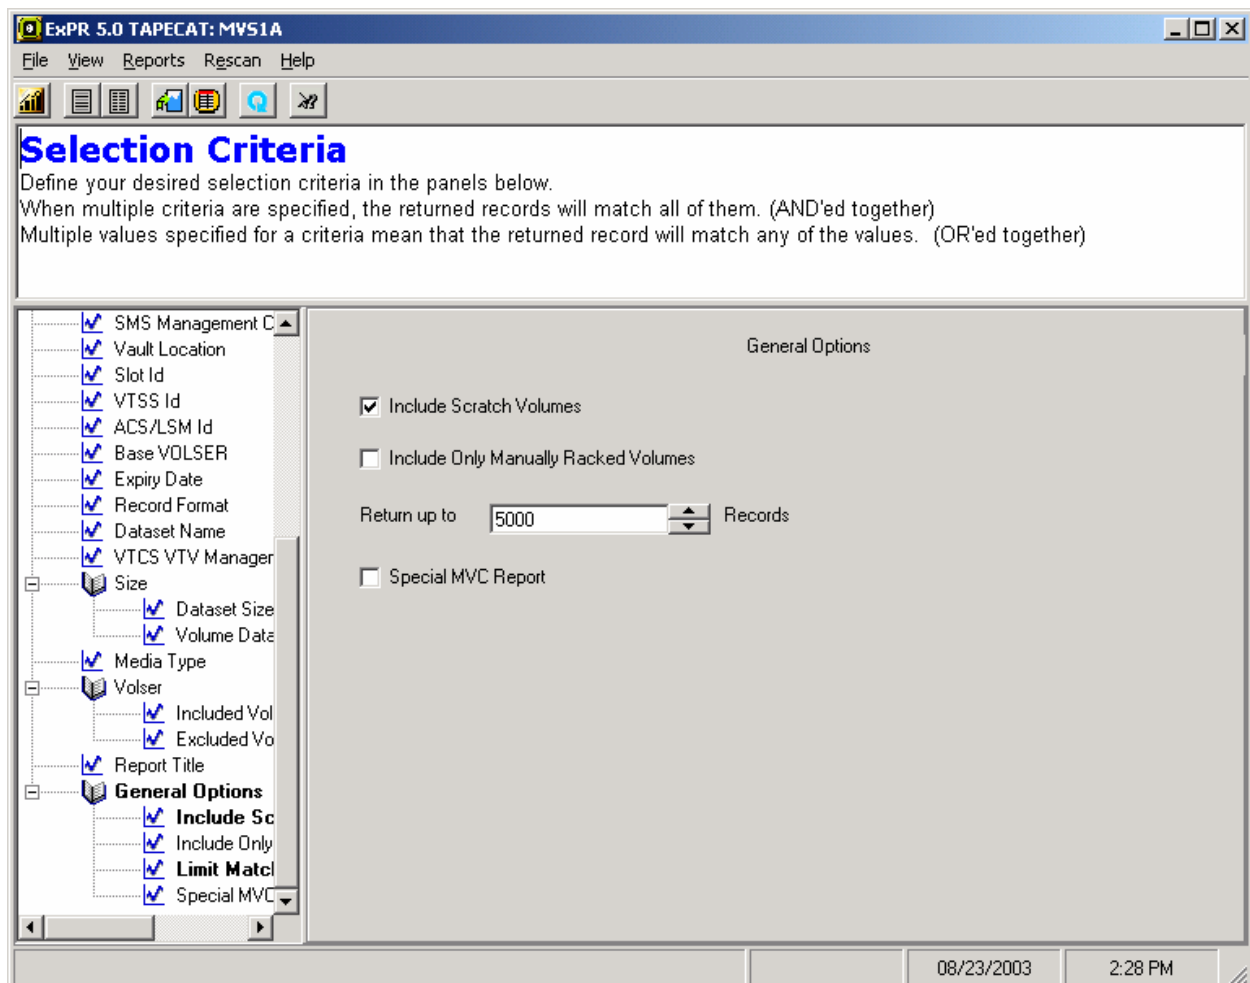 ExPR 5.0 TAPECAT: MVS1A
File View Reports Rescan Help
Selection Criteria
Define your desired selection criteria in the panels below.
When multiple criteria are specified, the returned records will match all of them. (AND'ed together)
Multiple values specified for a criteria mean that the returned record will match any of the values. (OR'ed together)
SMS Management C
Vault Location
Slot Id
VTSS Id
ACS/LSM Id
Base VOLSER
Expiry Date
Record Format
Dataset Name
VTCS VTV Manager
Size
Dataset Size
Volume Data
Media Type
Volser
Included Vol
Excluded Vo
Report Title
General Options
Include Sc
Include Only
Limit Matc
Special MVC
General Options
Include Scratch Volumes
Include Only Manually Racked Volumes
Return up to 5000 Records
Special MVC Report
08/23/2003 2:28 PM